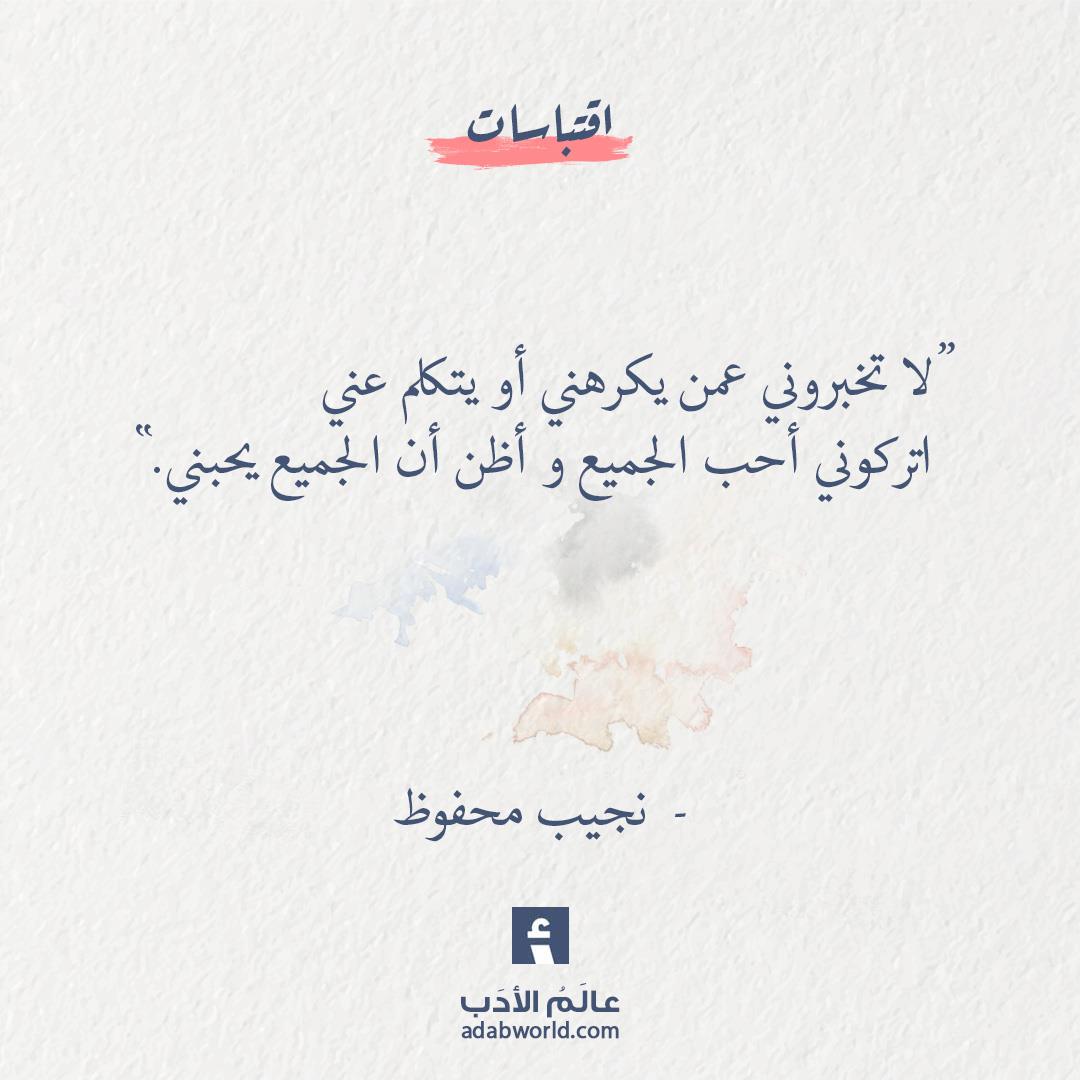 اقتباسات
”لا تخبروني عمن يكرهني أو يتكلم عني
اتركوني أحب الجميع و أظن أن الجميع يحبني.“
- نجيب محفوظ
أ
عالَمُ الأدَب
adabworld.com